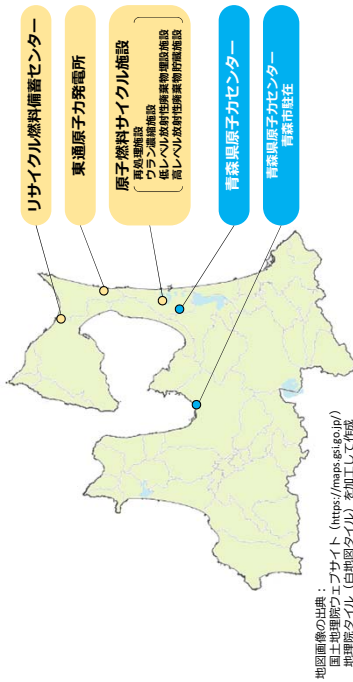 リサイクル燃料備蓄センター
東通原子力発電所
原子燃料サイクル施設
再処理施設
ウラン濃縮施設
低レベル放射性廃棄物埋設施設
高レベル放射性廃棄物貯蔵施設
青森県原子力センター
青森県原子力センター
青森市駐在
地図画像の出典：
国土地理院ウェブサイト（https://maps.gsi.go.jp/）
地理院タイル（白地図タイル）を加工して作成